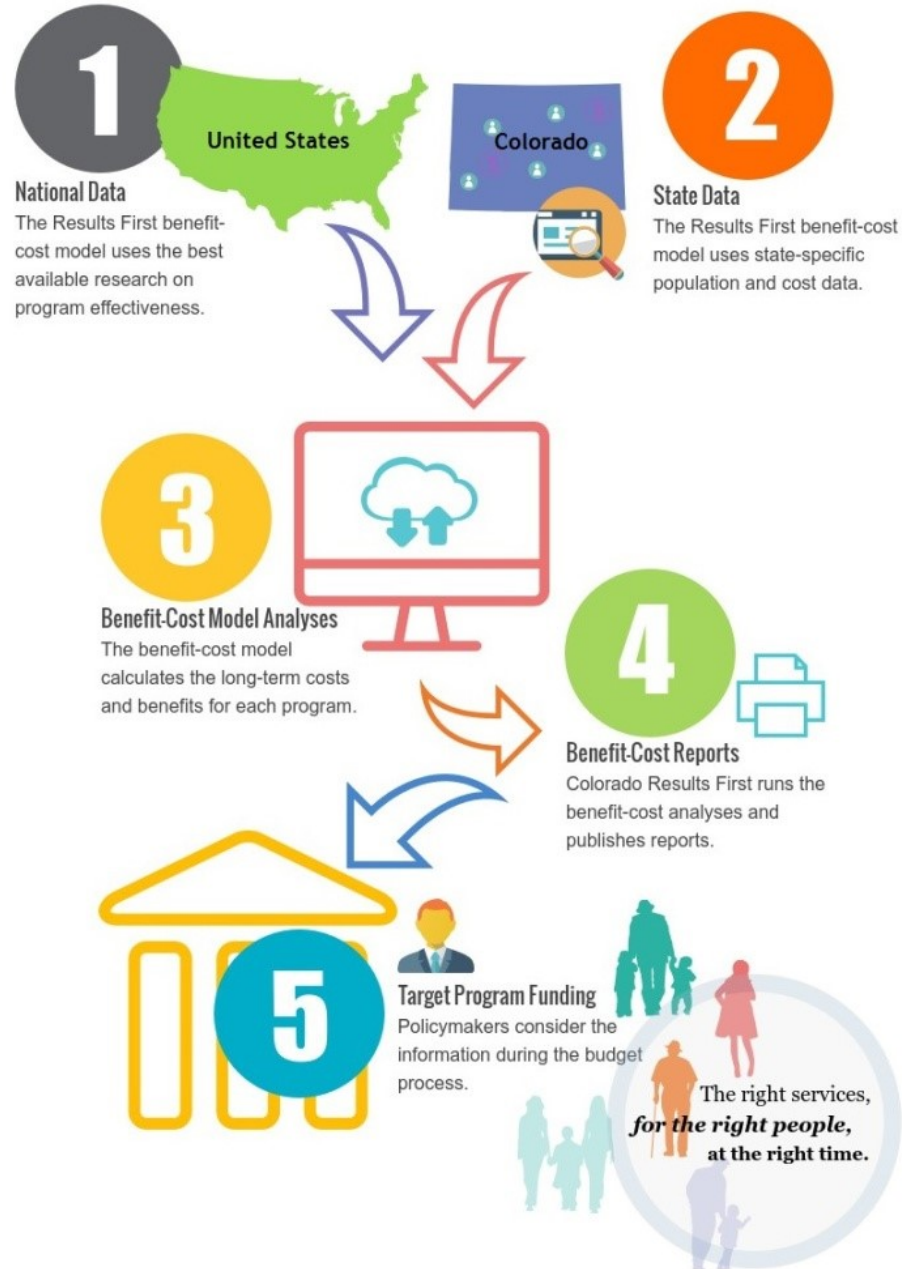 1
United States
National Data
The Results First benefit-
cost model uses the best
available research on
program effectiveness.
Colorado
2
State Data
The Results First benefit-cost
model uses state-specific
population and cost data.
3
Benefit-Cost Model Analyses
The benefit-cost model
calculates the long-term costs
and benefits for each program.
4
Benefit-Cost Reports
Colorado Results First runs the
benefit-cost analyses and
publishes reports.
5
Target Program Funding
Policymakers consider the
information during the budget
process.
The right services,
for the right people,
at the right time.